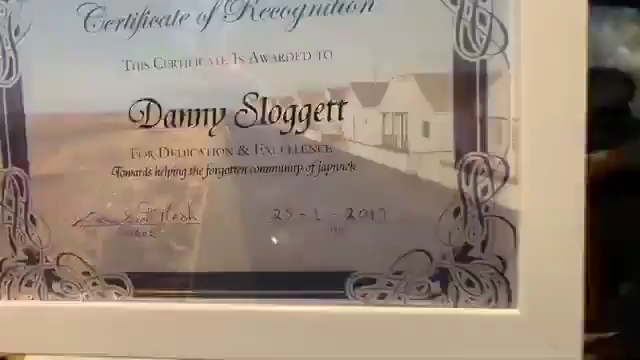 Certificate of Recognition
THIS CERTIFICATE IS AWARDED TO
Danny Sloggett
FOR DEDICATION & EXCELLENCE
Towards helping the forgotten community of jaywick
25-1-2017